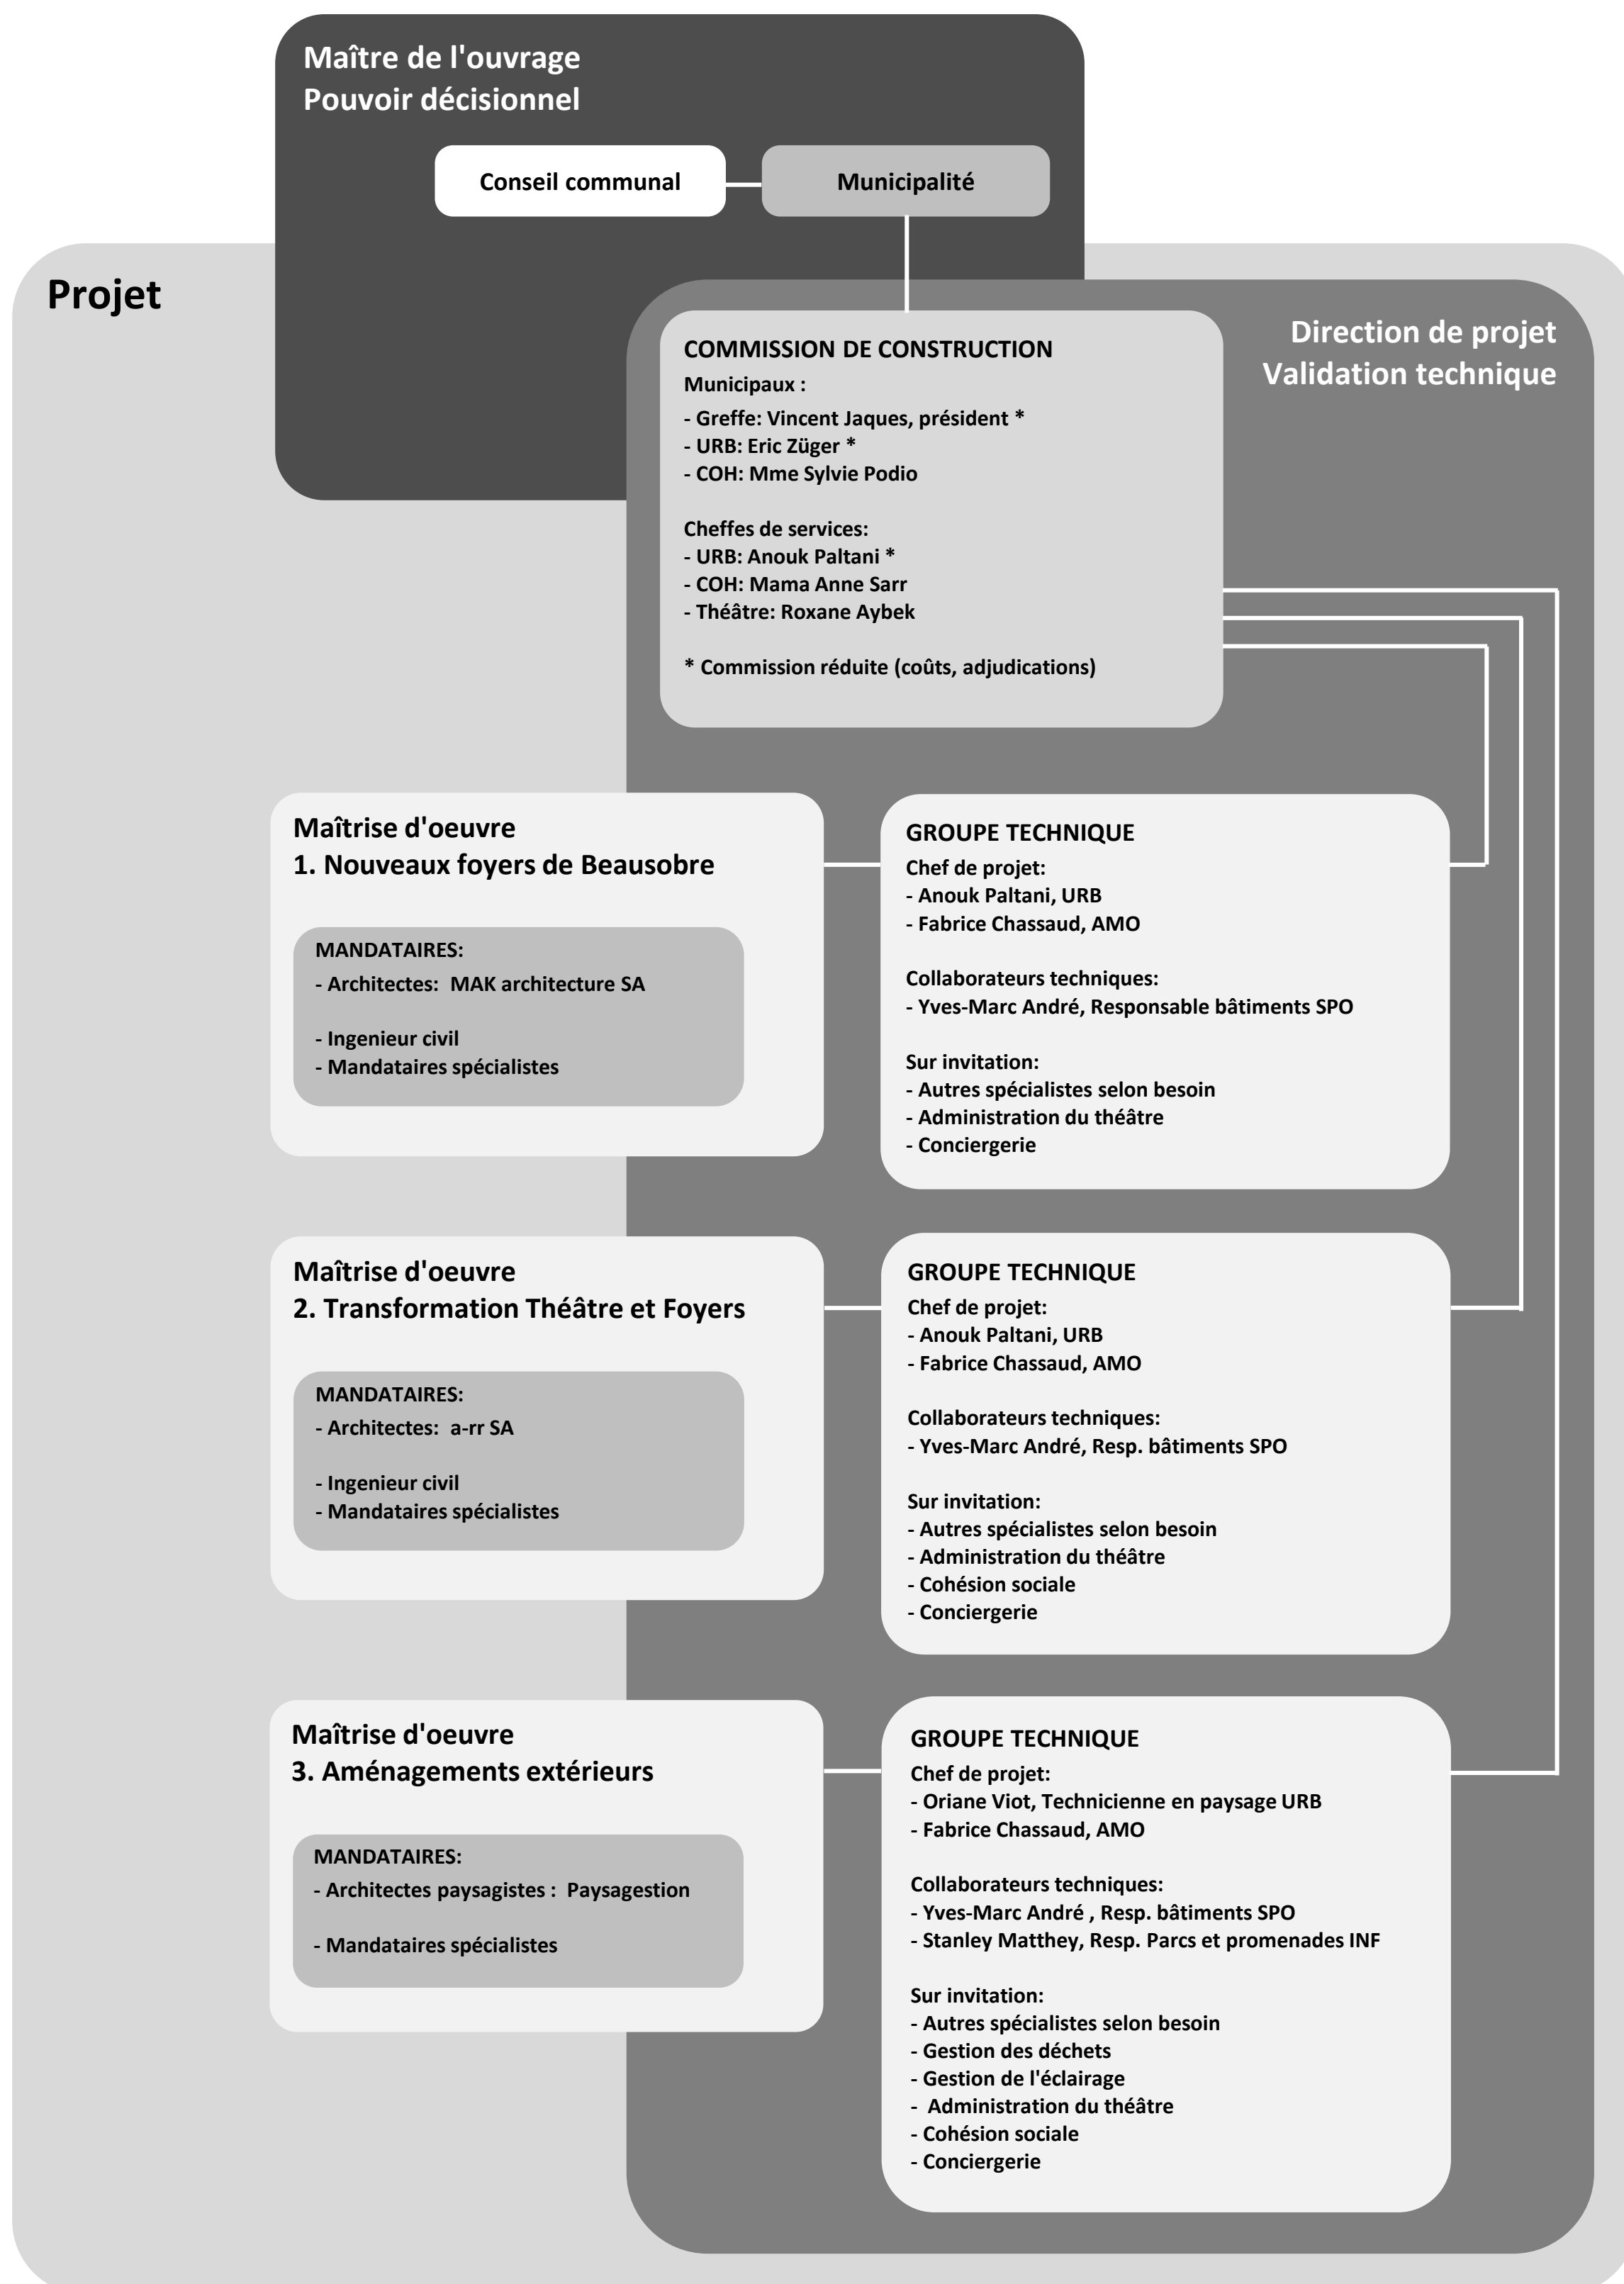 Maître de l'ouvrage
Pouvoir décisionnel
Conseil communal
Municipalité
Projet
Direction de projet
Validation technique
COMMISSION DE CONSTRUCTION
Municipaux :
- Greffe: Vincent Jaques, président *
- URB: Eric Züger *
- COH: Mme Sylvie Podio
Cheffes de services:
- URB: Anouk Paltani *
- COH: Mama Anne Sarr
- Théâtre: Roxane Aybek
* Commission réduite (coûts, adjudications)
Maîtrise d'oeuvre
1. Nouveaux foyers de Beausobre
MANDATAIRES:
- Architectes:  MAK architecture SA
- Ingenieur civil
- Mandataires spécialistes
GROUPE TECHNIQUE
Chef de projet:
- Anouk Paltani, URB
- Fabrice Chassaud, AMO
Collaborateurs techniques:
- Yves-Marc André, Responsable bâtiments SPO
Sur invitation:
- Autres spécialistes selon besoin
- Administration du théâtre
- Conciergerie
Maîtrise d'oeuvre
2. Transformation Théâtre et Foyers
MANDATAIRES:
- Architectes:  a-rr SA
- Ingenieur civil
- Mandataires spécialistes
GROUPE TECHNIQUE
Chef de projet:
- Anouk Paltani, URB
- Fabrice Chassaud, AMO
Collaborateurs techniques:
- Yves-Marc André, Resp. bâtiments SPO
Sur invitation:
- Autres spécialistes selon besoin
- Administration du théâtre
- Cohésion sociale
- Conciergerie
Maîtrise d'oeuvre
3. Aménagements extérieurs
MANDATAIRES:
- Architectes paysagistes :  Paysagestion
- Mandataires spécialistes
GROUPE TECHNIQUE
Chef de projet:
- Oriane Viot, Technicienne en paysage URB
- Fabrice Chassaud, AMO
Collaborateurs techniques:
- Yves-Marc André , Resp. bâtiments SPO
- Stanley Matthey, Resp. Parcs et promenades INF
Sur invitation:
- Autres spécialistes selon besoin
- Gestion des déchets
- Gestion de l'éclairage
-  Administration du théâtre
- Cohésion sociale
- Conciergerie